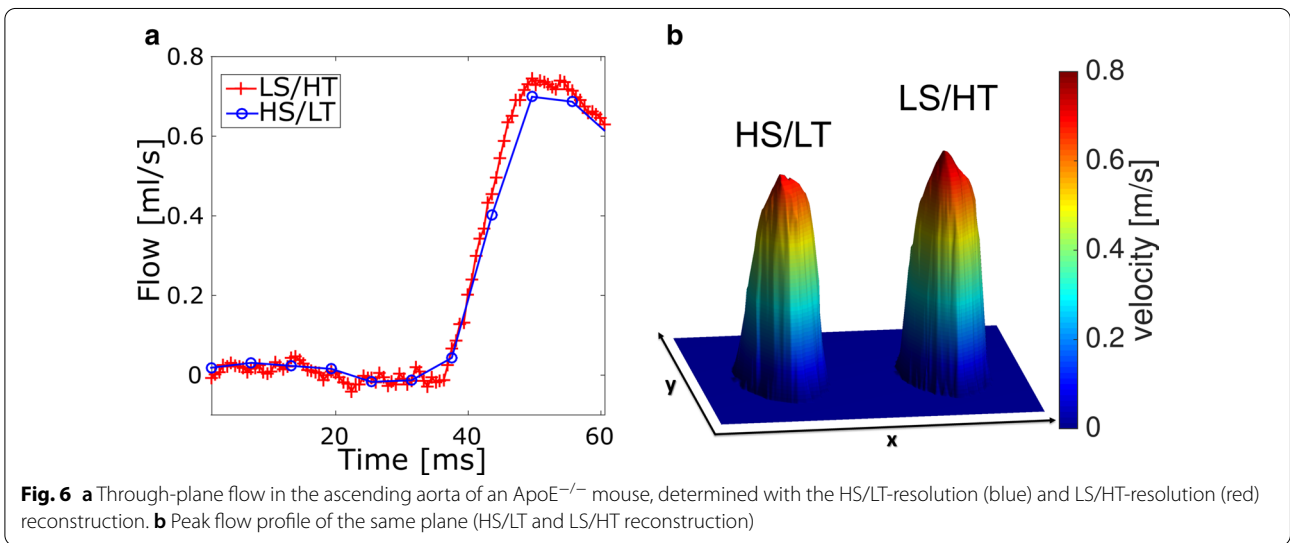 a
0.8
0.6
0.4
0.2
0
Flow [ml/s]
LS/HT
HS/LT
20
40
60
Time [ms]
b
HS/LT
LS/HT
y
x
0.8
0.6
0.4
0.2
0
velocity [m/s]
Fig. 6 a Through-plane flow in the ascending aorta of an ApoE−/− mouse, determined with the HS/LT-resolution (blue) and LS/HT-resolution (red)
reconstruction. b Peak flow profile of the same plane (HS/LT and LS/HT reconstruction)